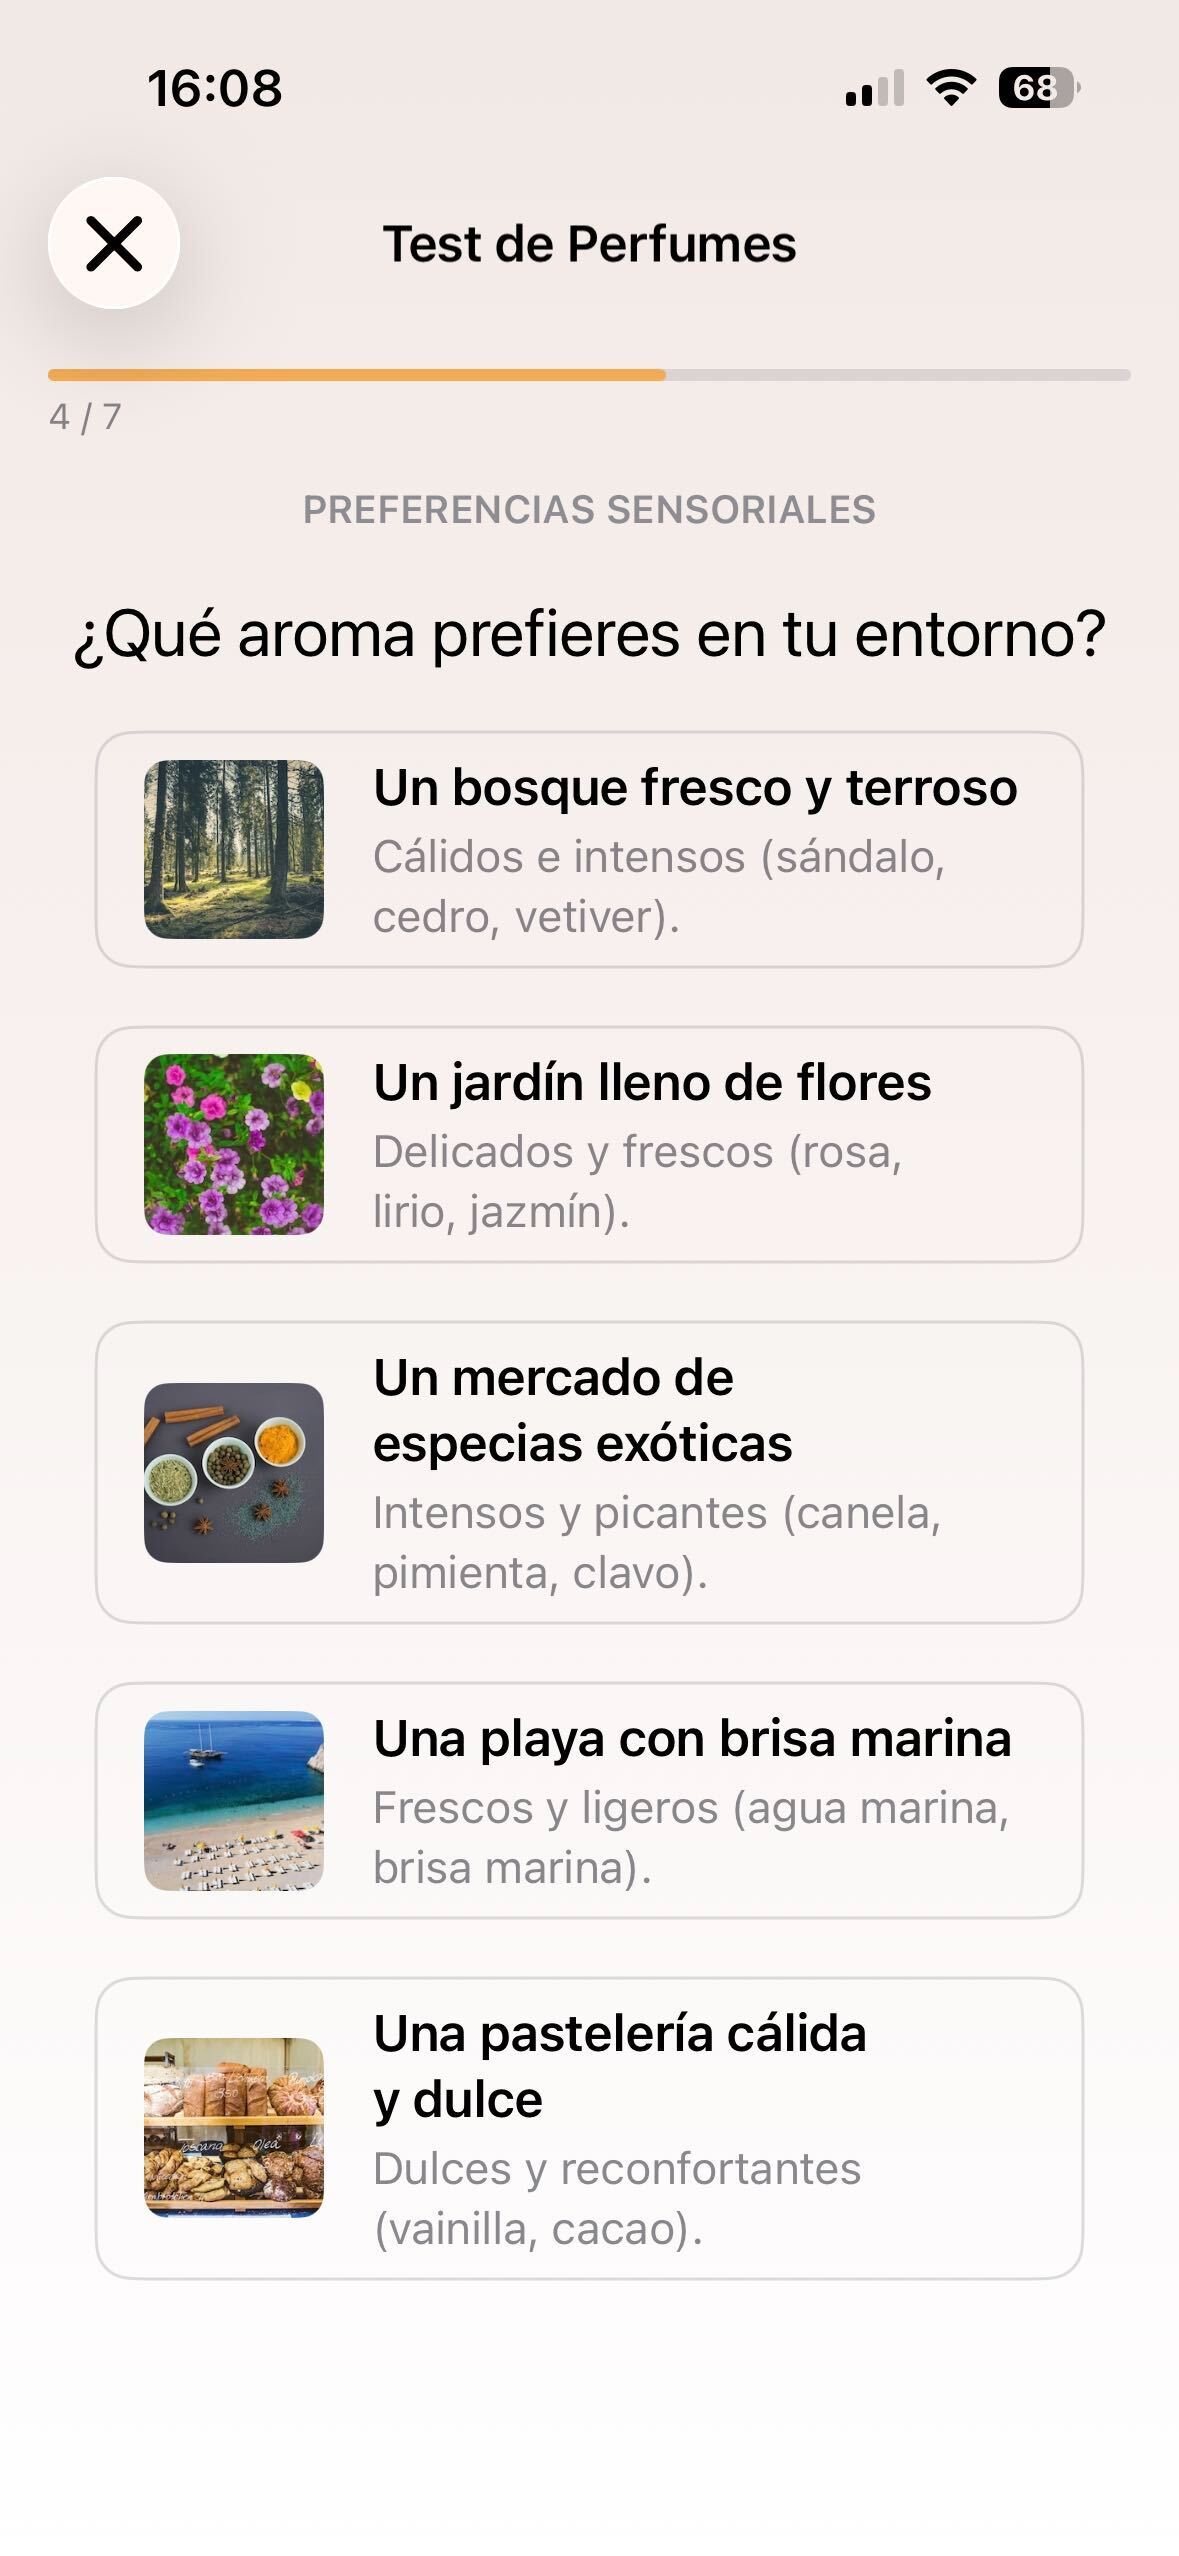 16:08
68
Test de Perfumes
4 / 7
PREFERENCIAS SENSORIALES
¿Qué aroma prefieres en tu entorno?
Un bosque fresco y terroso
Cálidos e intensos (sándalo,
cedro, vetiver).
Un jardín lleno de flores
Delicados y frescos (rosa,
lirio, jazmín).
Un mercado de
especias exóticas
Intensos y picantes (canela,
pimienta, clavo).
Una playa con brisa marina
Frescos y ligeros (agua marina,
brisa marina).
Una pastelería cálida
y dulce
Dulces y reconfortantes
(vainilla, cacao).